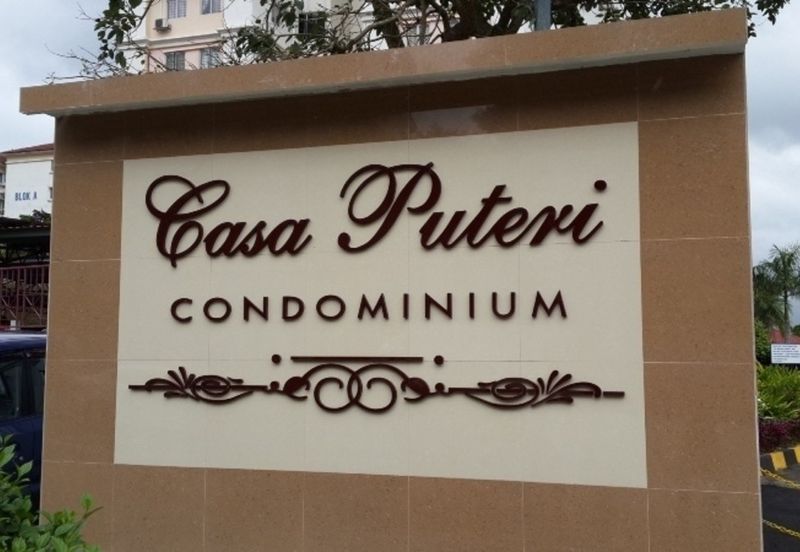 BLOK A
Casa Puteri
CONDOMINIUM